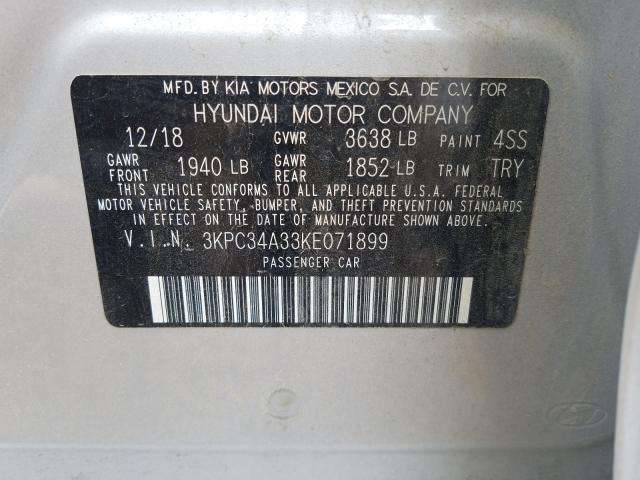 MFD. BY KIA MOTORS MEXICO S.A. DE C.V. FOR
HYUNDAI MOTOR COMPANY
12/18 GVWR 3638 LB PAINT 4SS
GAWR FRONT 1940 LB GAWR REAR 1852 LB TRIM TRY
THIS VEHICLE CONFORMS TO ALL APPLICABLE U.S.A. FEDERAL
MOTOR VEHICLE SAFETY, BUMPER, AND THEFT PREVENTION STANDARDS
IN EFFECT ON THE DATE OF MANUFACTURE SHOWN ABOVE.
V.I.N. 3KPC34A33KE071899
PASSENGER CAR